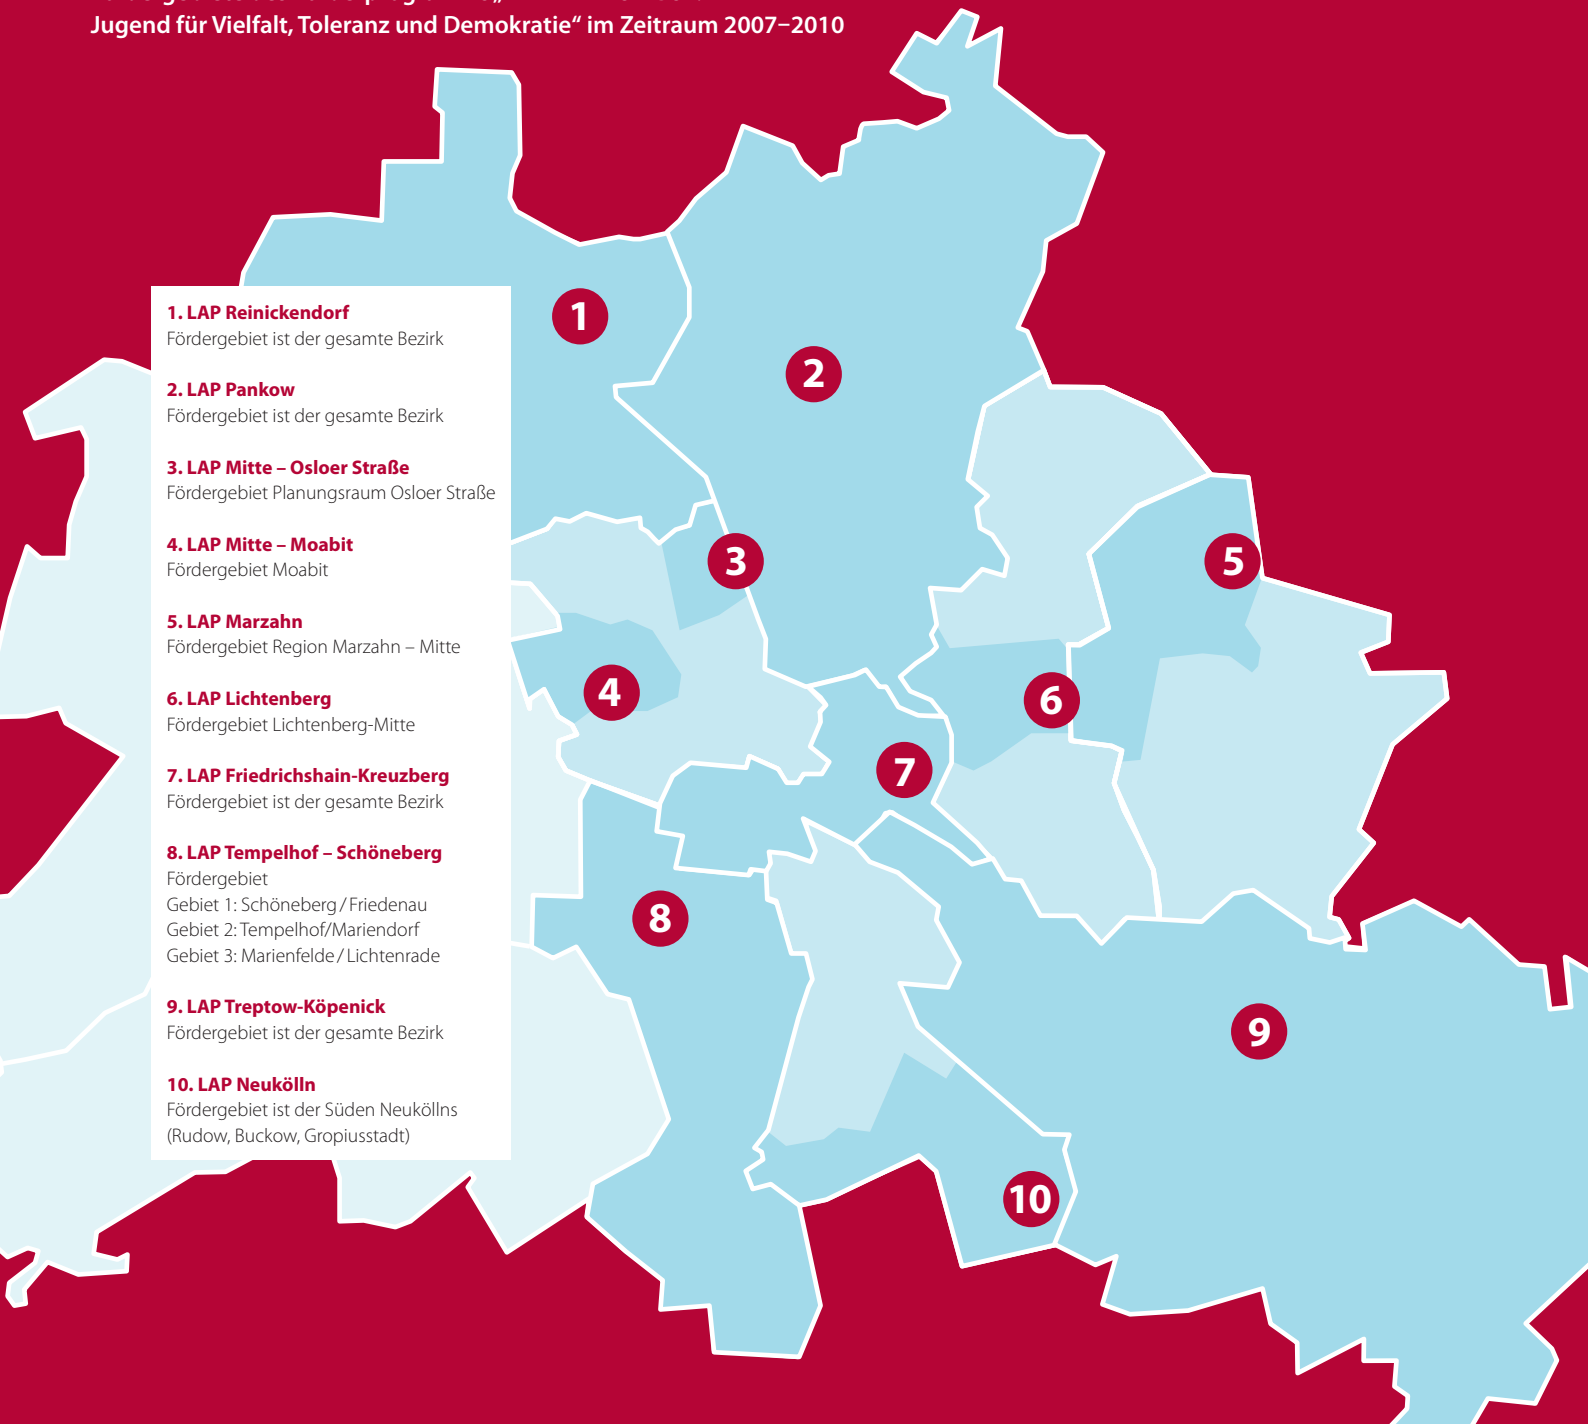 Jugend für Vielfalt, Toleranz und Demokratie“ im Zeitraum 2007–2010
1. LAP Reinickendorf
Fördergebiet ist der gesamte Bezirk
2. LAP Pankow
Fördergebiet ist der gesamte Bezirk
3. LAP Mitte – Osloer Straße
Fördergebiet Planungsraum Osloer Straße
4. LAP Mitte – Moabit
Fördergebiet Moabit
5. LAP Marzahn
Fördergebiet Region Marzahn – Mitte
6. LAP Lichtenberg
Fördergebiet Lichtenberg-Mitte
7. LAP Friedrichshain-Kreuzberg
Fördergebiet ist der gesamte Bezirk
8. LAP Tempelhof – Schöneberg
Fördergebiet
Gebiet 1: Schöneberg / Friedenau
Gebiet 2: Tempelhof/Mariendorf
Gebiet 3: Marienfelde / Lichtenrade
9. LAP Treptow-Köpenick
Fördergebiet ist der gesamte Bezirk
10. LAP Neukölln
Fördergebiet ist der Süden Neuköllns
(Rudow, Buckow, Gropiusstadt)
1
2
3
5
4
6
7
8
9
10